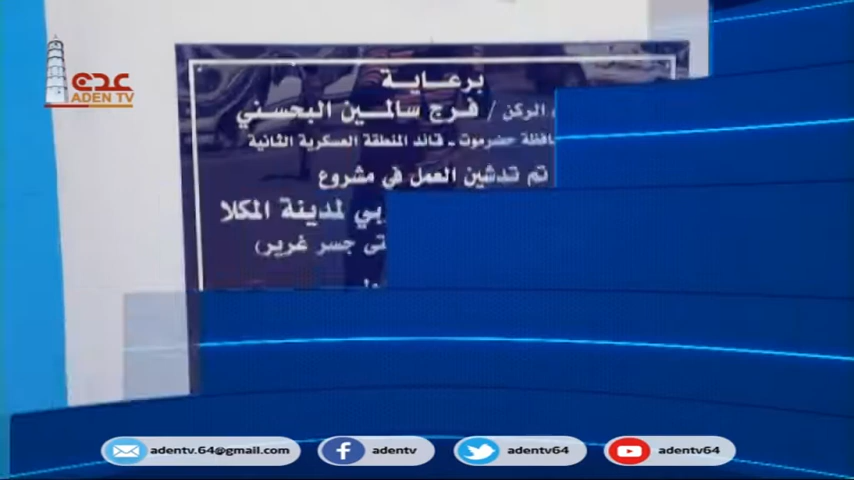 عدن
ADEN TV
برعاية
الركن / فرج سالمين البحسني
حضرموت - قائد المنطقة العسكرية الثانية
تم تدشين العمل في مشروع
لمدينة المكلا
جسر غرير)
adentv.64@gmail.com
adentv
adentv64
adentv64